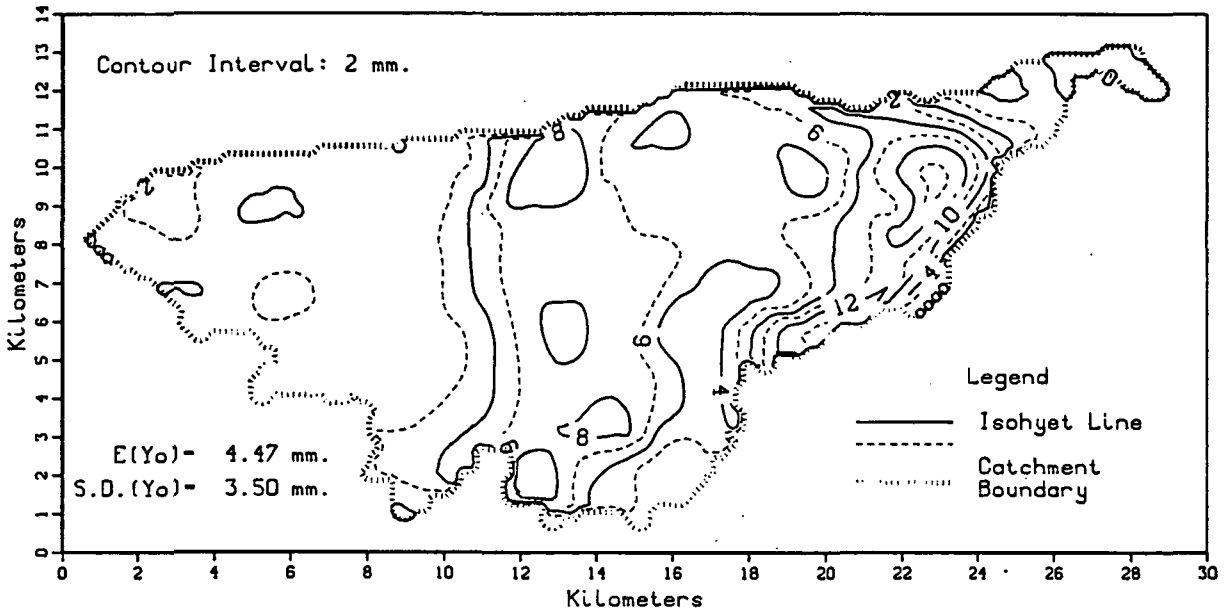 14
13
12
11
10
9
8
7
6
5
4
3
2
1
0
Kilometers
Contour Interval: 2 mm.
8
6
2
0
2
10
4
12
6
4
8
6
E(Yo)= 4.47 mm.
S.D.(Yo)= 3.50 mm.
Legend
Isohyet Line
Catchment
Boundary
0 2 4 6 8 10 12 14 16 18 20 22 24 26 28 30
Kilometers